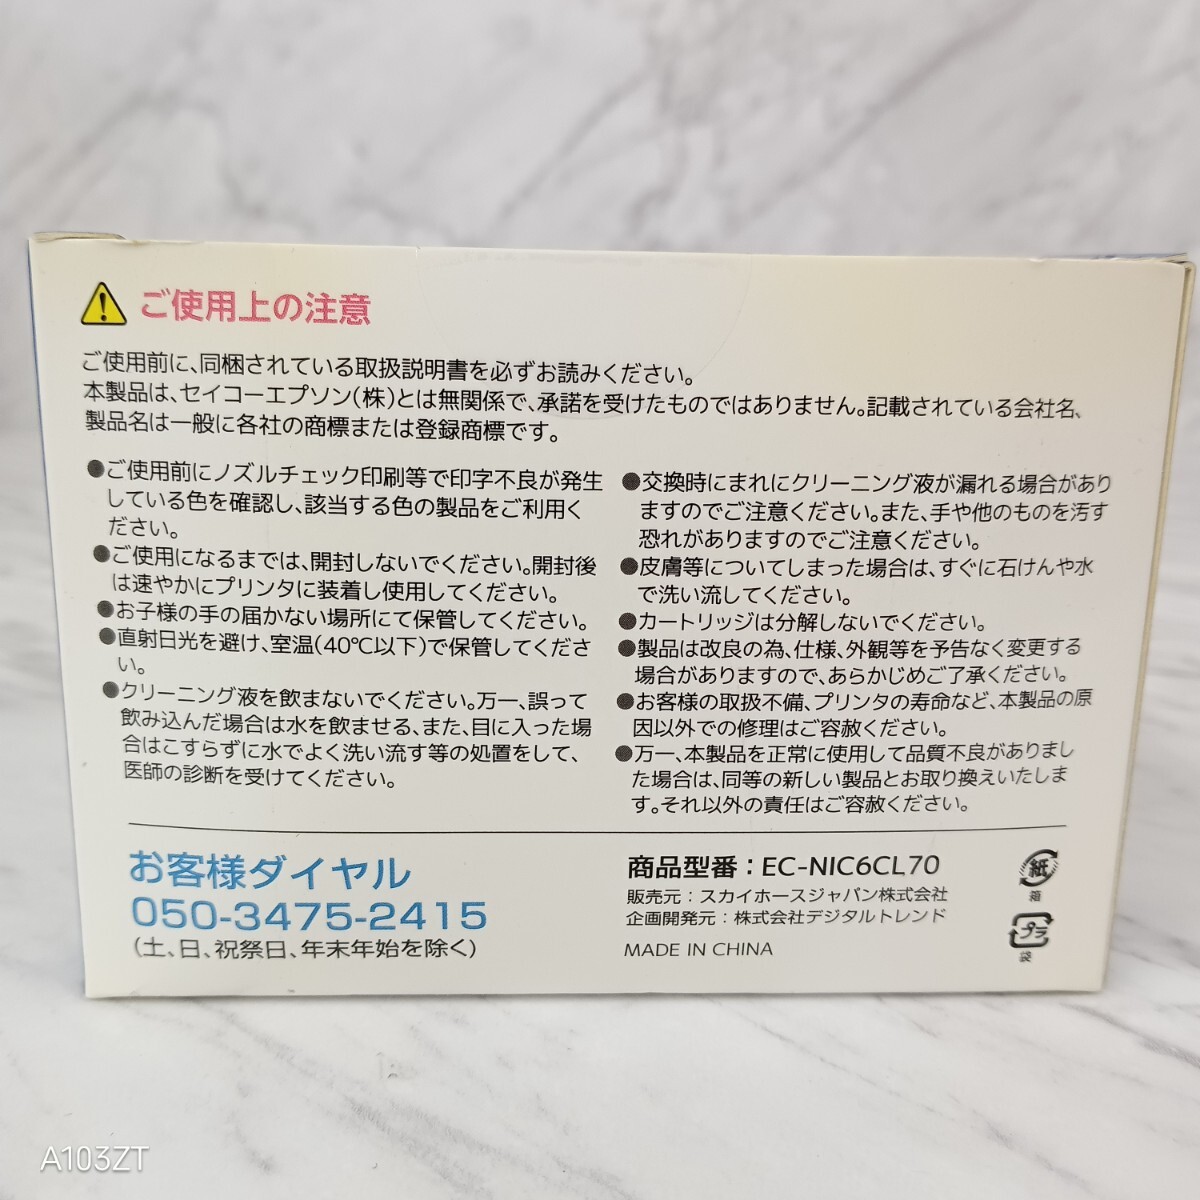 ご使用上の注意
ご使用前に、同梱されている取扱説明書を必ずお読みください。
本製品は、セイコーエプソン(株)とは無関係で、承諾を受けたものではありません。記載されている会社名、
製品名は一般に各社の商標または登録商標です。
●ご使用前にノズルチェック印刷等で印字不良が発生
している色を確認し、該当する色の製品をご利用く
ださい。
●ご使用になるまでは、開封しないでください。開封後
は速やかにプリンタに装着し使用してください。
●お子様の手の届かない場所にて保管してください。
●直射日光を避け、室温(40℃以下)で保管してくださ
い。
●クリーニング液を飲まないでください。万一、誤って
飲み込んだ場合は水を飲ませる、また、目に入った場
合はこすらずに水でよく洗い流す等の処置をして、
医師の診断を受けてください。
●交換時にまれにクリーニング液が漏れる場合があり
ますのでご注意ください。また、手や他のものを汚す
恐れがありますのでご注意ください。
●皮膚等についてしまった場合は、すぐに石けんや水
で洗い流してください。
●カートリッジは分解しないでください。
●製品は改良の為、仕様、外観等を予告なく変更する
場合がありますので、あらかじめご了承ください。
●お客様の取扱不備、プリンタの寿命など、本製品の原
因以外での修理はご容赦ください。
●万一、本製品を正常に使用して品質不良がありまし
た場合は、同等の新しい製品とお取り換えいたしま
す。それ以外の責任はご容赦ください。
お客様ダイヤル
050-3475-2415
(土、日、祝祭日、年末年始を除く)
商品型番：EC-NIC6CL70
販売元：スカイホースジャパン株式会社
企画開発元：株式会社デジタルトレンド
MADE IN CHINA
紙
箱
プラ
袋
A103ZT